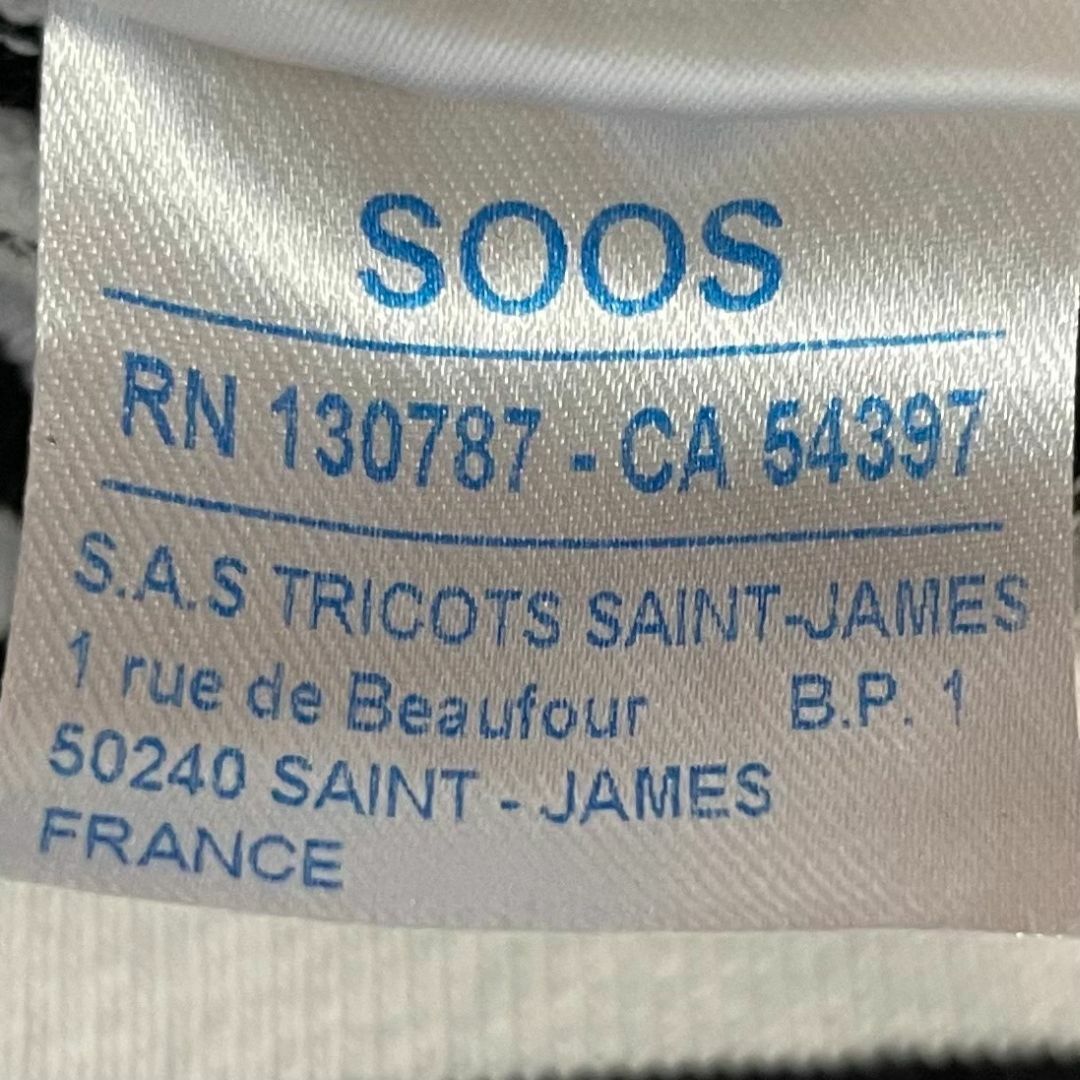 SOOS
RN 130787 - CA 54397
S.A.S TRICOTS SAINT-JAMES
1 rue de Beaufour B.P. 1
50240 SAINT - JAMES
FRANCE